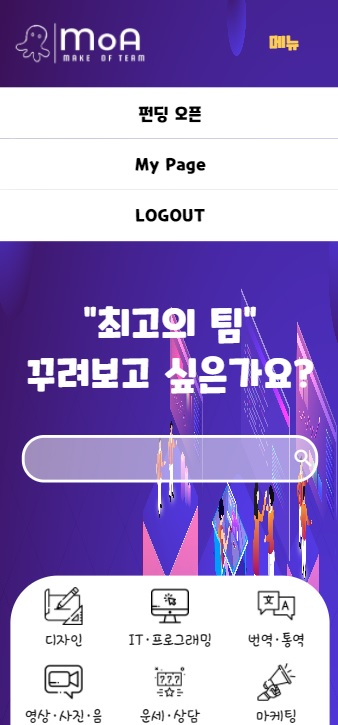 MoA
MAKE OF TEAM
메뉴
펀딩 오픈
My Page
LOGOUT
"최고의 팀"
꾸려보고 싶은가요?
디자인
IT·프로그래밍
번역·통역
영상·사진·음
운세·상담
마케팅